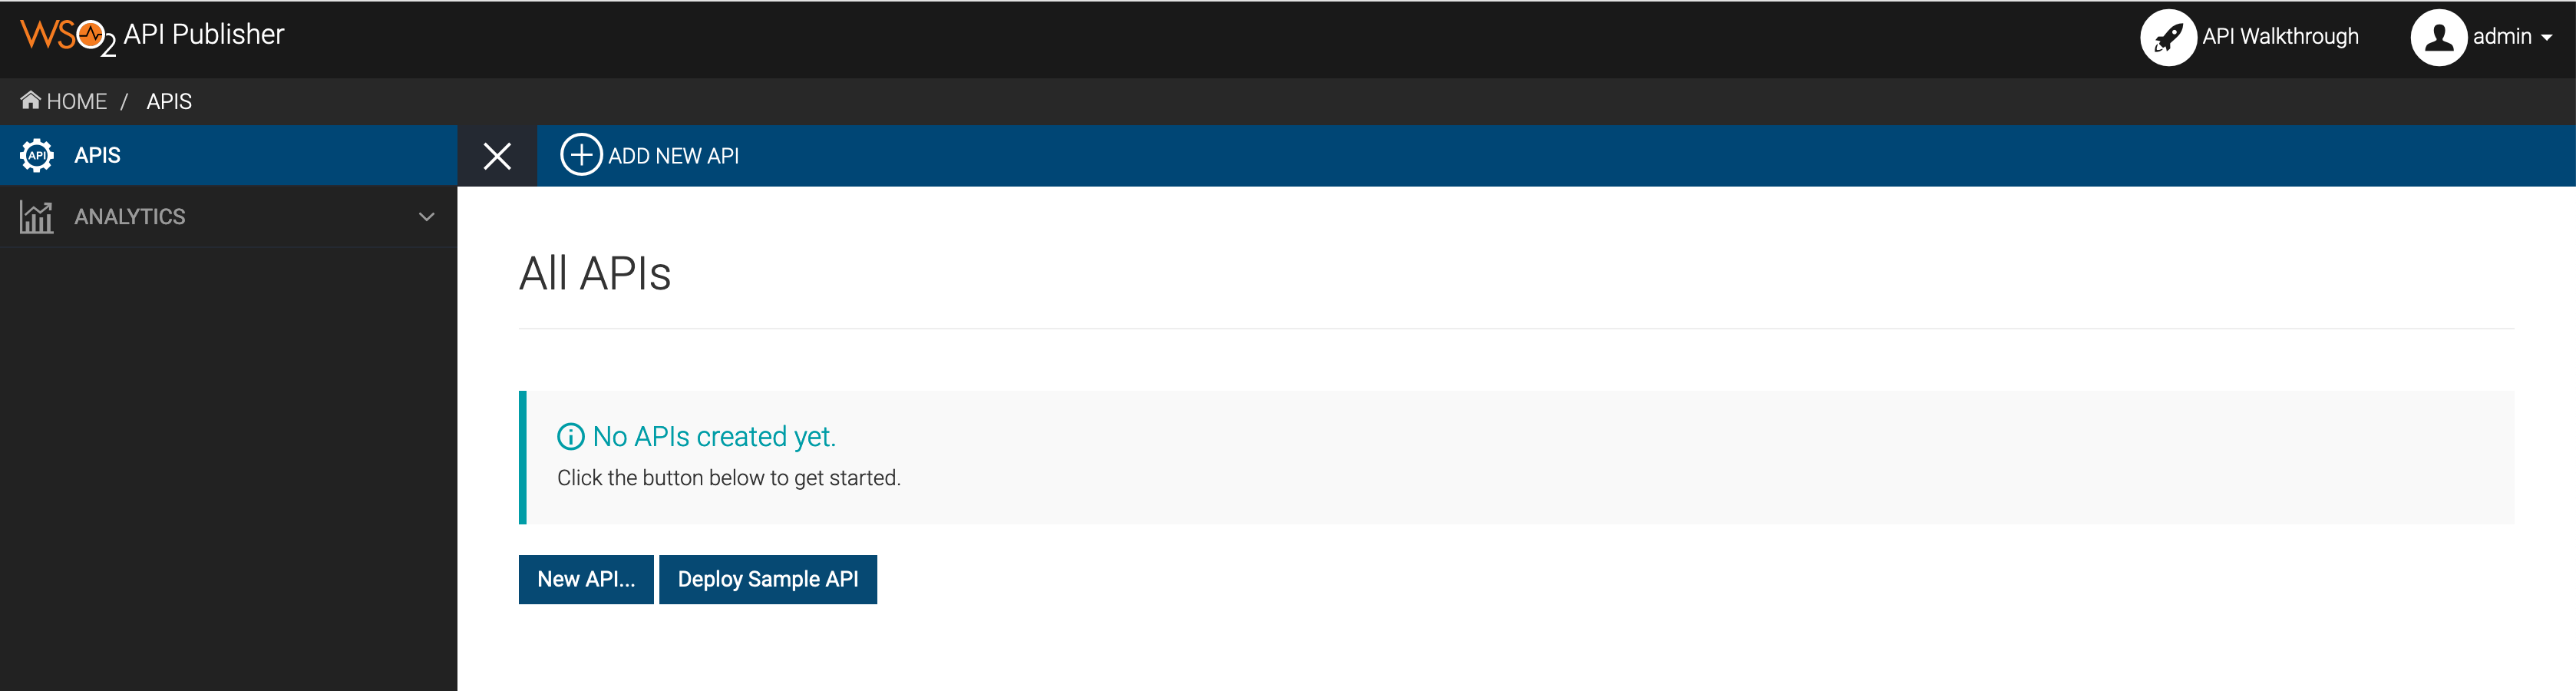 WSO2 API Publisher
API Walkthrough
admin
HOME / APIS
API APIS
ADD NEW API
ANALYTICS
All APIs
No APIs created yet.
Click the button below to get started.
New API...
Deploy Sample API